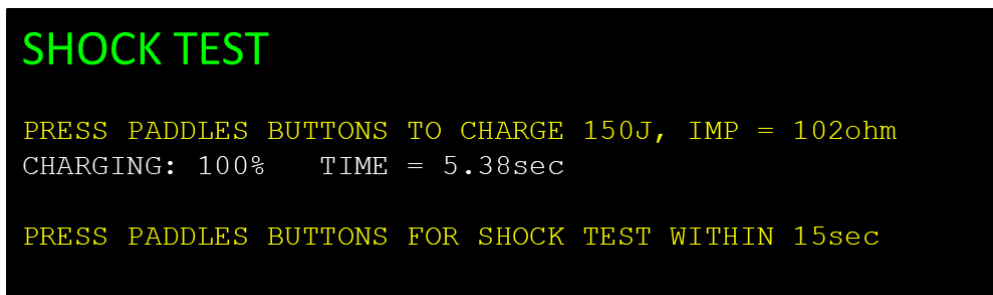 SHOCK TEST
PRESS PADDLES BUTTONS TO CHARGE 150J, IMP = 102ohm
CHARGING: 100% TIME = 5.38sec
PRESS PADDLES BUTTONS FOR SHOCK TEST WITHIN 15sec